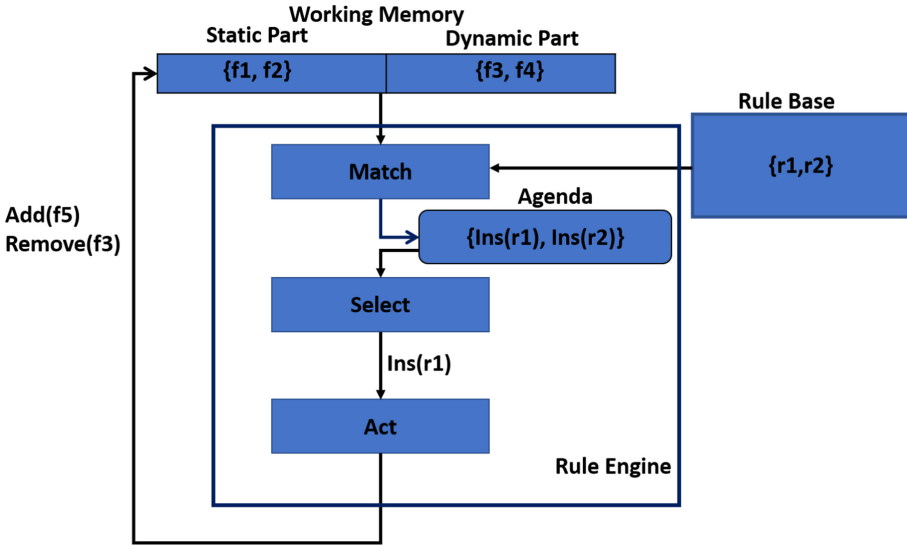 Working Memory
Static Part
Dynamic Part
{f1, f2}
{f3, f4}
Rule Base
{r1,r2}
Match
Agenda
{Ins(r1), Ins(r2)}
Add(f5)
Remove(f3)
Select
Ins(r1)
Act
Rule Engine